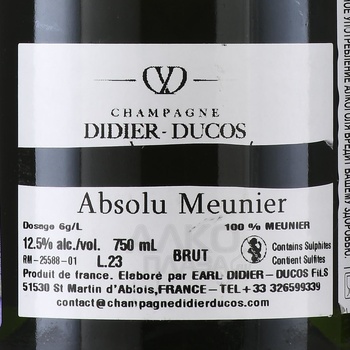 CHAMPAGNE
DIDIER-DUCOS
Absolu Meunier
Dosage 6g/L 100 % MEUNIER
12.5% alc./vol. 750 mL BRUT Contains Sulphites
RM-25588-01 L.23 Contient Sulfites
Produit de france. Elaboré par EARL DIDIER-DUCOS FILS
51530 St Martin d'Ablois,FRANCE-TEL+33 326599339
contact@champagnedidierducos.com